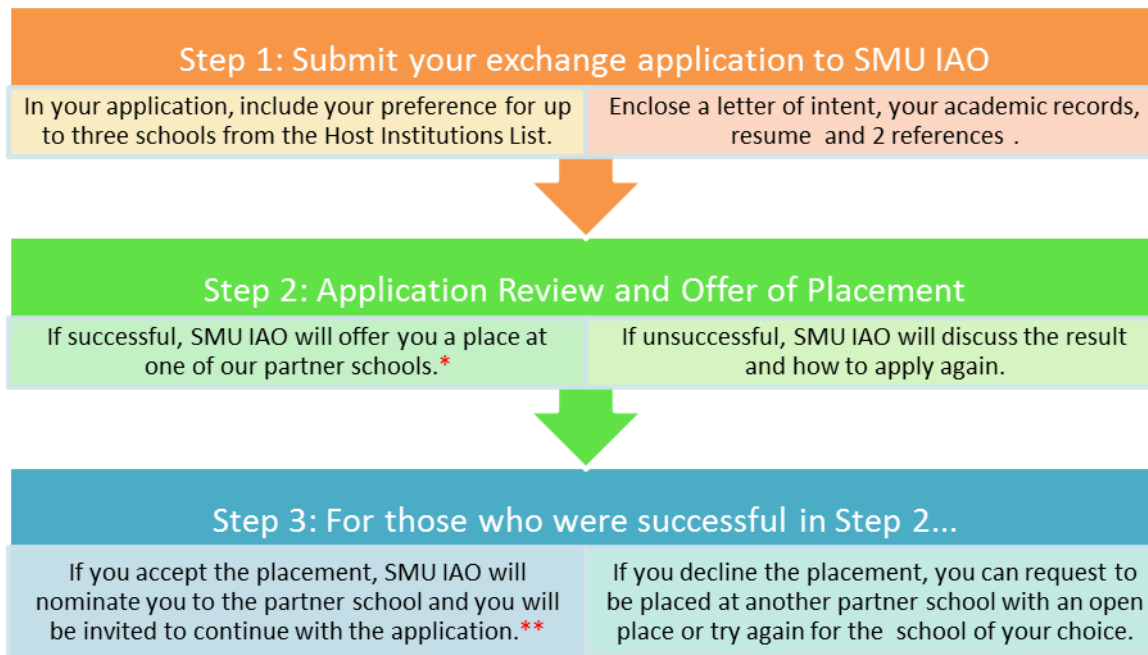 Step 1: Submit your exchange application to SMU IAO
In your application, include your preference for up
to three schools from the Host Institutions List.
Enclose a letter of intent, your academic records,
resume and 2 references .
Step 2: Application Review and Offer of Placement
If successful, SMU IAO will offer you a place at
one of our partner schools.*
If unsuccessful, SMU IAO will discuss the result
and how to apply again.
Step 3: For those who were successful in Step 2...
If you accept the placement, SMU IAO will
nominate you to the partner school and you will
be invited to continue with the application.**
If you decline the placement, you can request to
be placed at another partner school with an open
place or try again for the school of your choice.